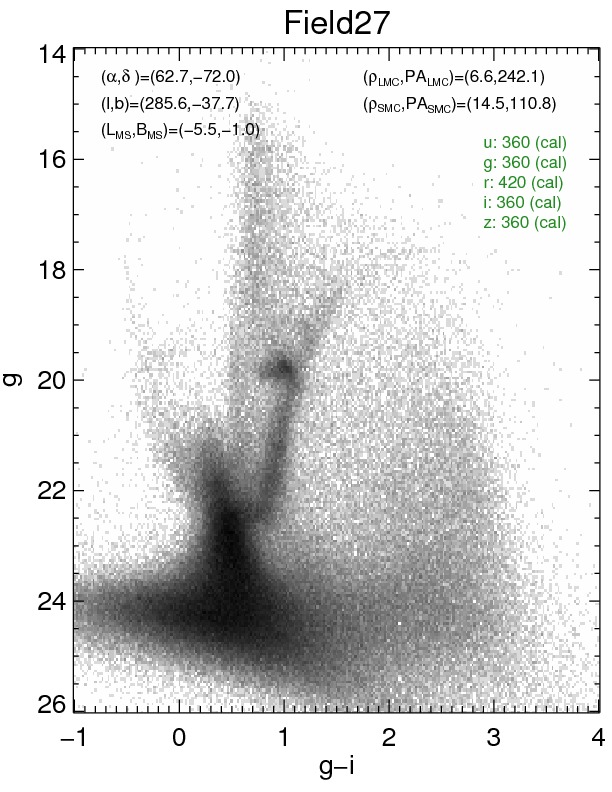 Field27
(α,δ )=(62.7,−72.0)
(l,b)=(285.6,−37.7)
(LMS,BMS)=(−5.5,−1.0)
(ρLMC,PALMC)=(6.6,242.1)
(ρSMC,PASMC)=(14.5,110.8)
u: 360 (cal)
g: 360 (cal)
r: 420 (cal)
i: 360 (cal)
z: 360 (cal)
14
16
18
20
22
24
26
g
−1 0 1 2 3 4
g−i